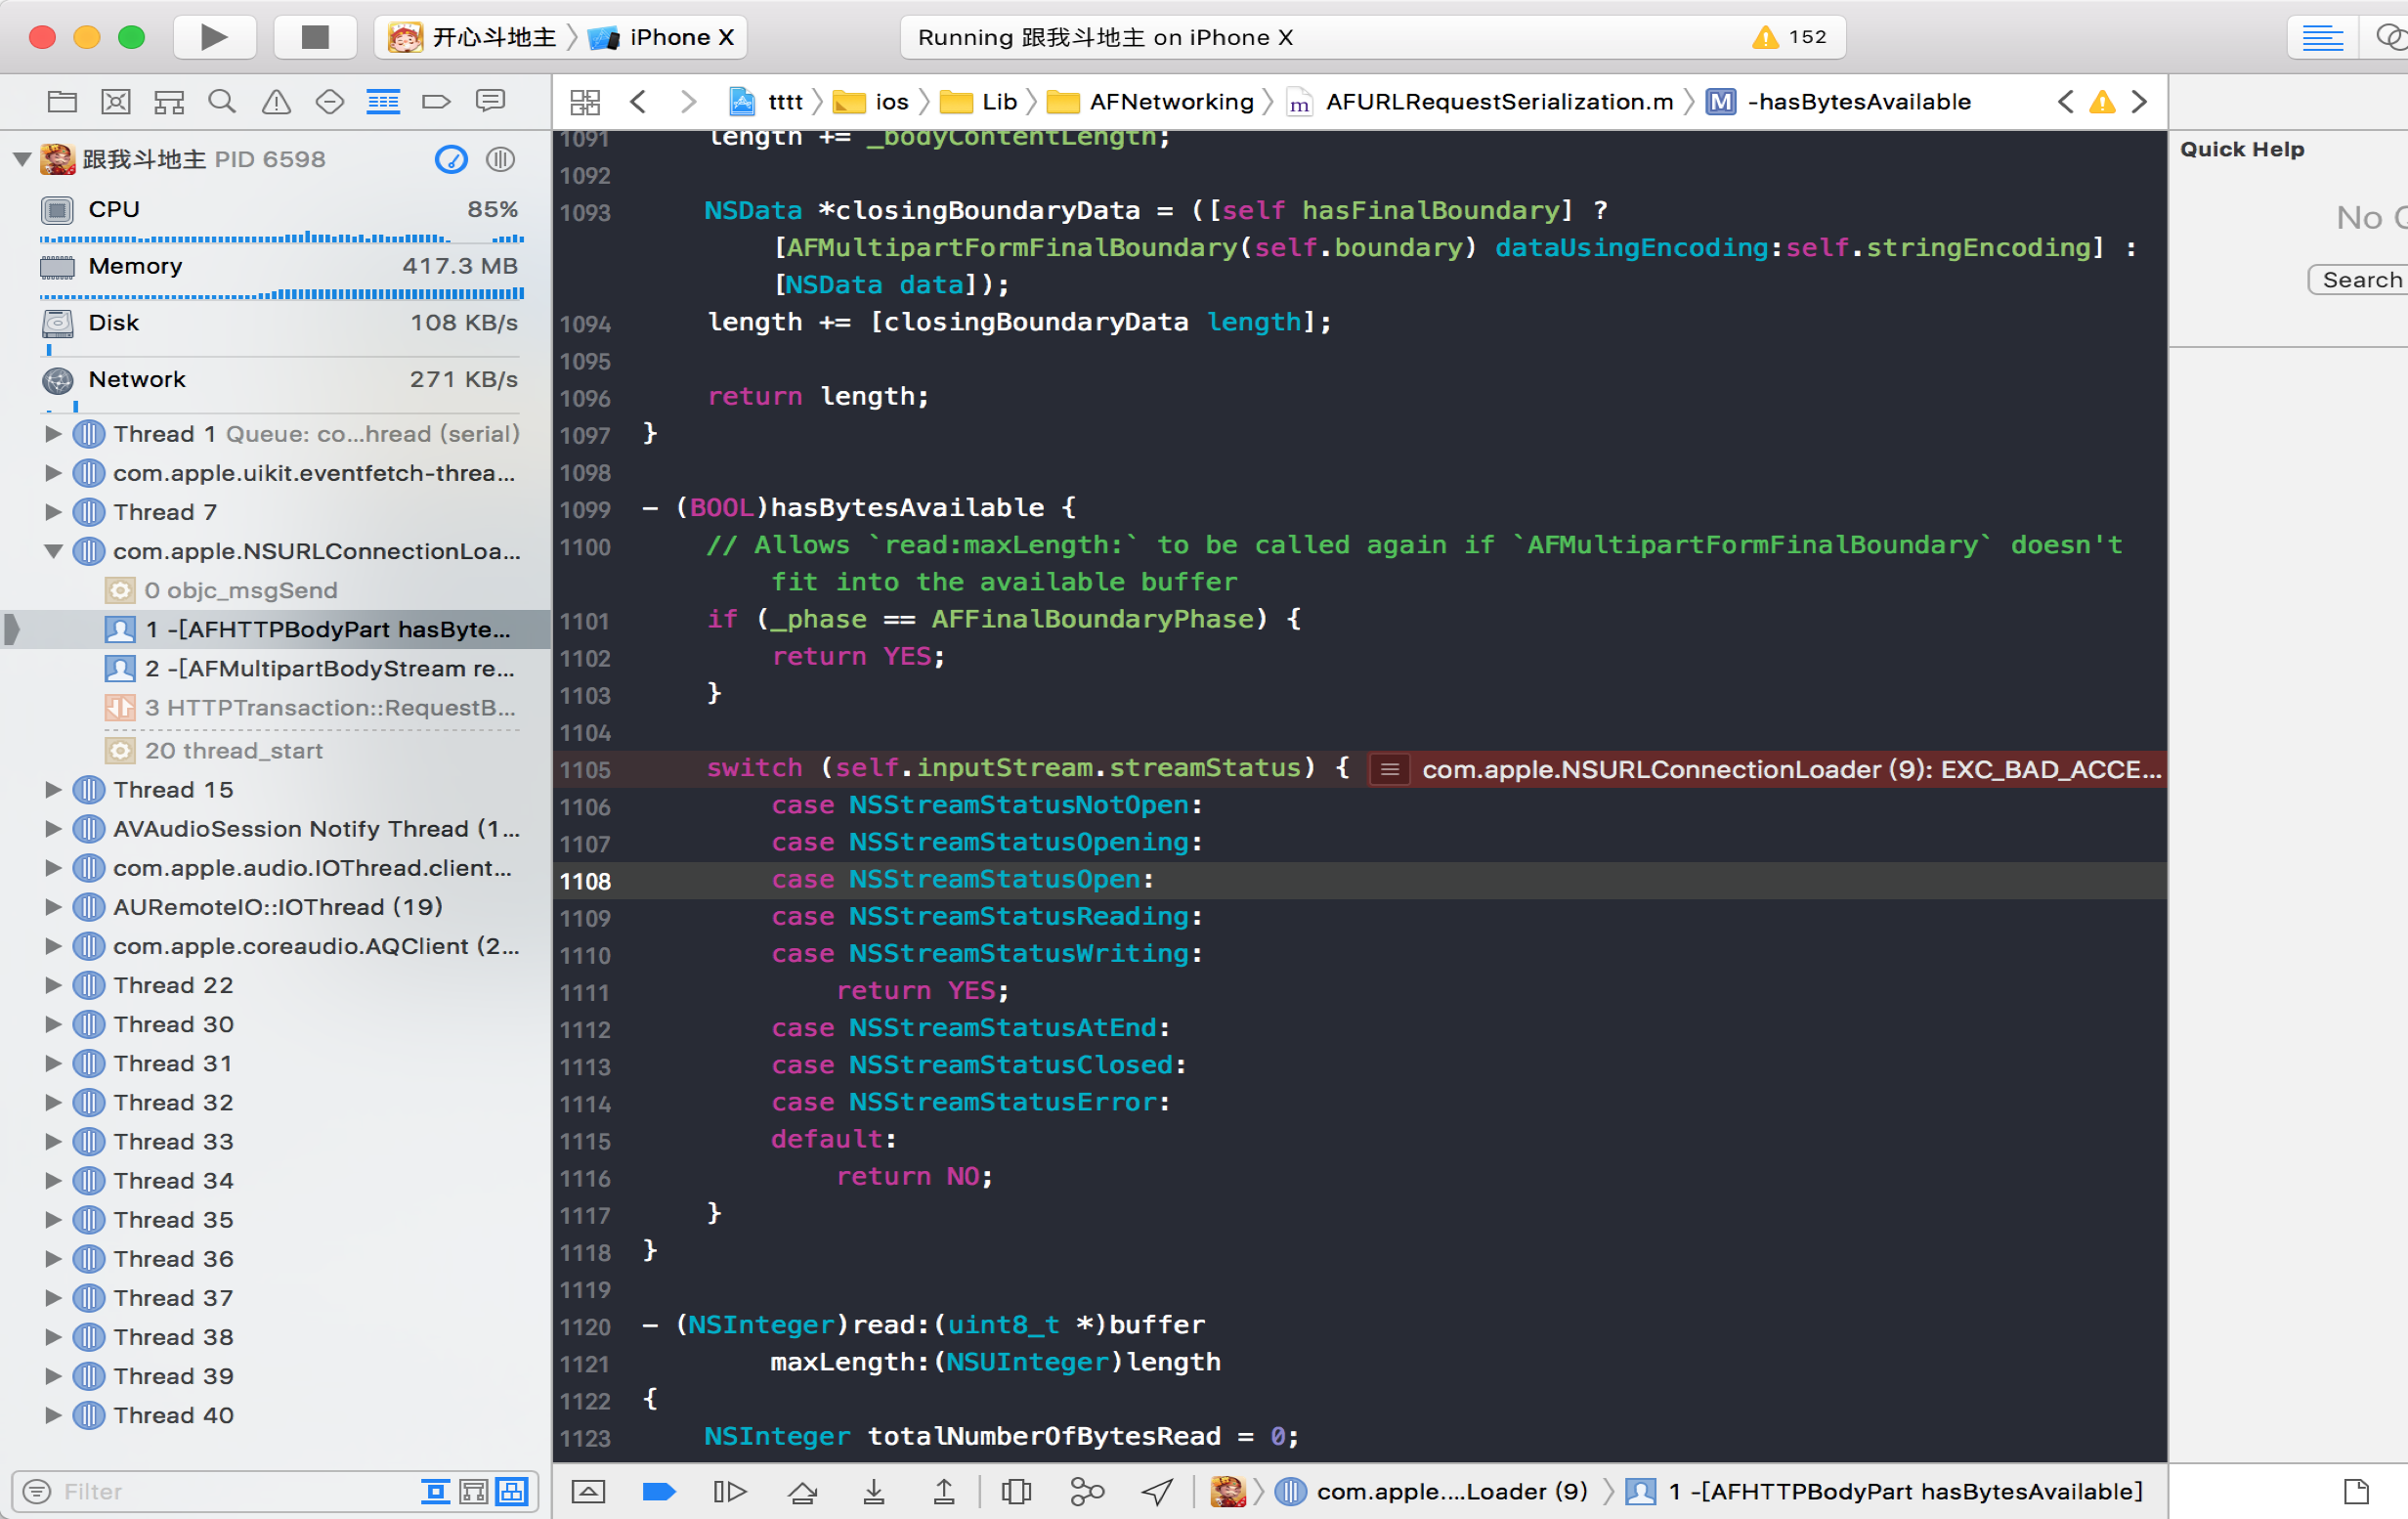 开心斗地主 iPhone X
Running 跟我斗地主 on iPhone X
152
tttt ios Lib AFNetworking AFURLRequestSerialization.m M -hasBytesAvailable
跟我斗地主 PID 6598
CPU 85%
Memory 417.3 MB
Disk 108 KB/s
Network 271 KB/s
Thread 1 Queue: co...hread (serial)
com.apple.uikit.eventfetch-threa...
Thread 7
com.apple.NSURLConnectionLoa...
0 objc_msgSend
1 -[AFHTTPBodyPart hasByte...
2 -[AFMultipartBodyStream re...
3 HTTPTransaction::RequestB...
20 thread_start
Thread 15
AVAudioSession Notify Thread (1...
com.apple.audio.IOThread.client...
AURemoteIO::IOThread (19)
com.apple.coreaudio.AQClient (2...
Thread 22
Thread 30
Thread 31
Thread 32
Thread 33
Thread 34
Thread 35
Thread 36
Thread 37
Thread 38
Thread 39
Thread 40
Filter
1091 length += _bodyContentLength;
1092
1093 NSData *closingBoundaryData = ([self hasFinalBoundary] ?
[AFMultipartFormFinalBoundary(self.boundary) dataUsingEncoding:self.stringEncoding] :
[NSData data]);
1094 length += [closingBoundaryData length];
1095
1096 return length;
1097 }
1098
1099 - (BOOL)hasBytesAvailable {
1100 // Allows `read:maxLength:` to be called again if `AFMultipartFormFinalBoundary` doesn't
fit into the available buffer
1101 if (_phase == AFFinalBoundaryPhase) {
1102 return YES;
1103 }
1104
1105 switch (self.inputStream.streamStatus) { com.apple.NSURLConnectionLoader (9): EXC_BAD_ACCE...
1106 case NSStreamStatusNotOpen:
1107 case NSStreamStatusOpening:
1108 case NSStreamStatusOpen:
1109 case NSStreamStatusReading:
1110 case NSStreamStatusWriting:
1111 return YES;
1112 case NSStreamStatusAtEnd:
1113 case NSStreamStatusClosed:
1114 case NSStreamStatusError:
1115 default:
1116 return NO;
1117 }
1118 }
1119
1120 - (NSInteger)read:(uint8_t *)buffer
1121 maxLength:(NSUInteger)length
1122 {
1123 NSInteger totalNumberOfBytesRead = 0;
com.apple....Loader (9) 1 -[AFHTTPBodyPart hasBytesAvailable]
Quick Help
No
Search